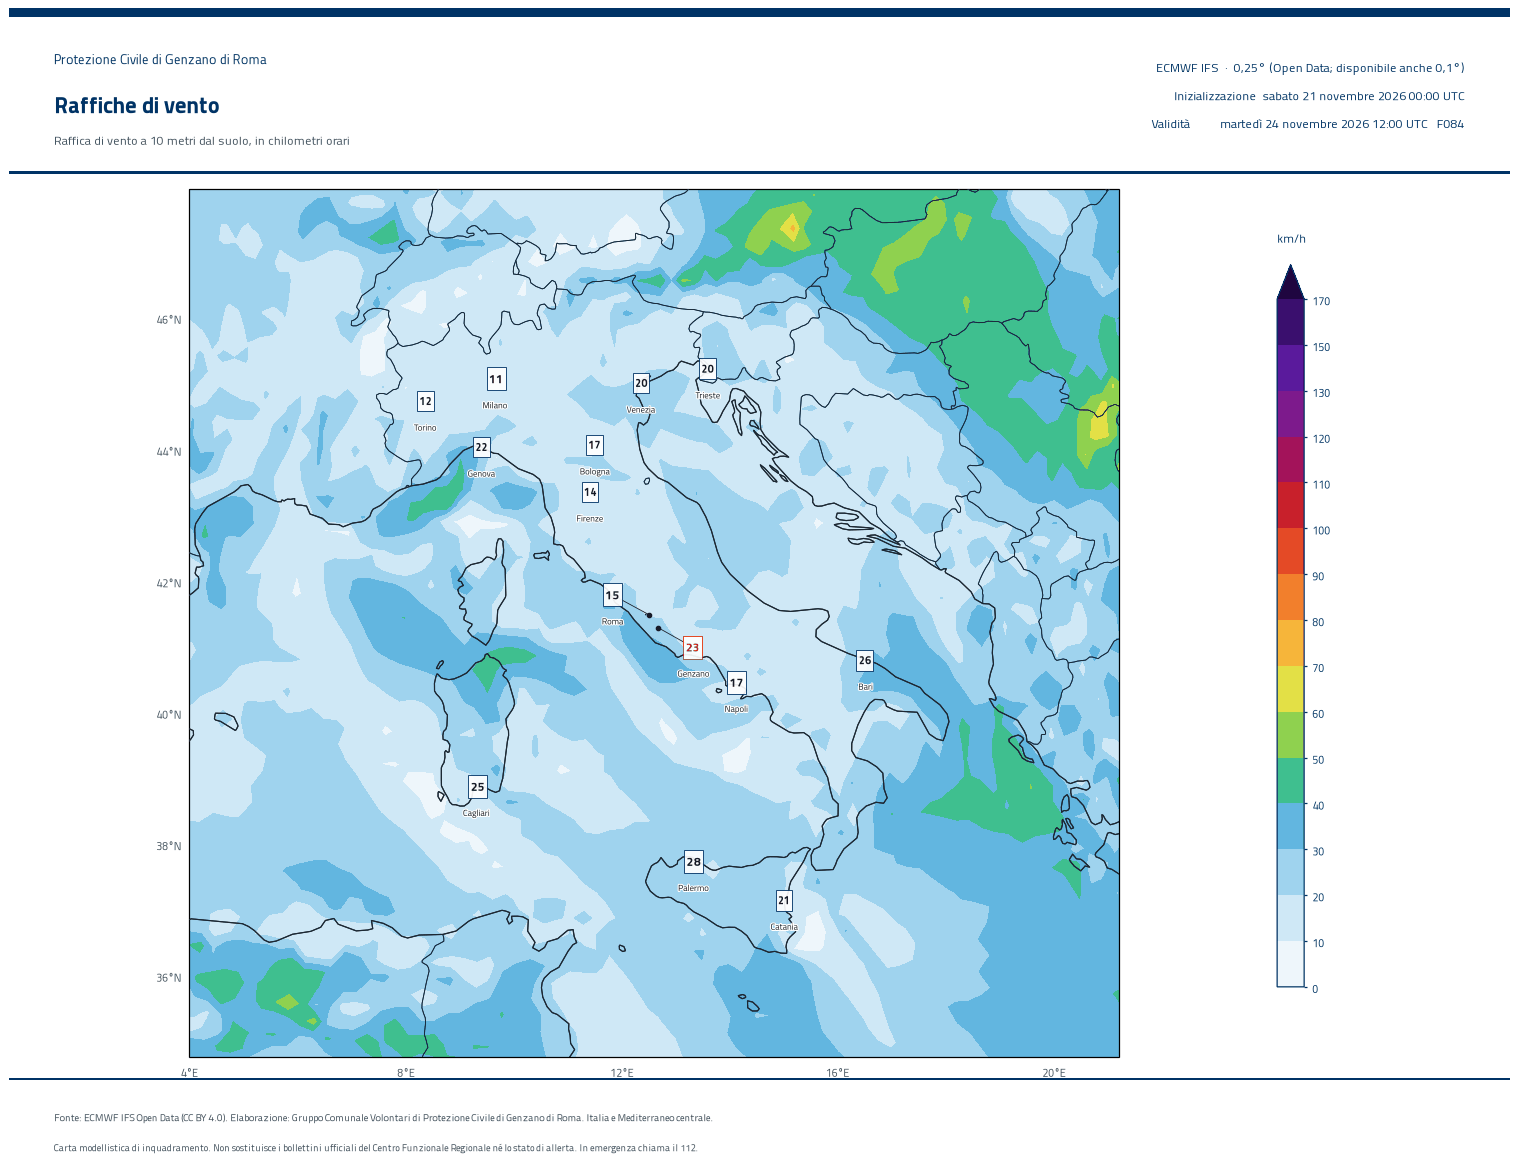 Protezione Civile di Genzano di Roma
Raffiche di vento
Raffica di vento a 10 metri dal suolo, in chilometri orari
ECMWF IFS · 0,25° (Open Data; disponibile anche 0,1°)
Inizializzazione sabato 21 novembre 2026 00:00 UTC
Validità martedì 24 novembre 2026 12:00 UTC F084
km/h
170
150
130
120
110
100
90
80
70
60
50
40
30
20
10
0
46°N
44°N
42°N
40°N
38°N
36°N
4°E
8°E
12°E
16°E
20°E
20
Trieste
11
Milano
20
Venezia
12
Torino
22
Genova
17
Bologna
14
Firenze
15
Roma
23
Genzano
26
Bari
17
Napoli
25
Cagliari
28
Palermo
21
Catania
Fonte: ECMWF IFS Open Data (CC BY 4.0). Elaborazione: Gruppo Comunale Volontari di Protezione Civile di Genzano di Roma. Italia e Mediterraneo centrale.
Carta modellistica di inquadramento. Non sostituisce i bollettini ufficiali del Centro Funzionale Regionale né lo stato di allerta. In emergenza chiama il 112.